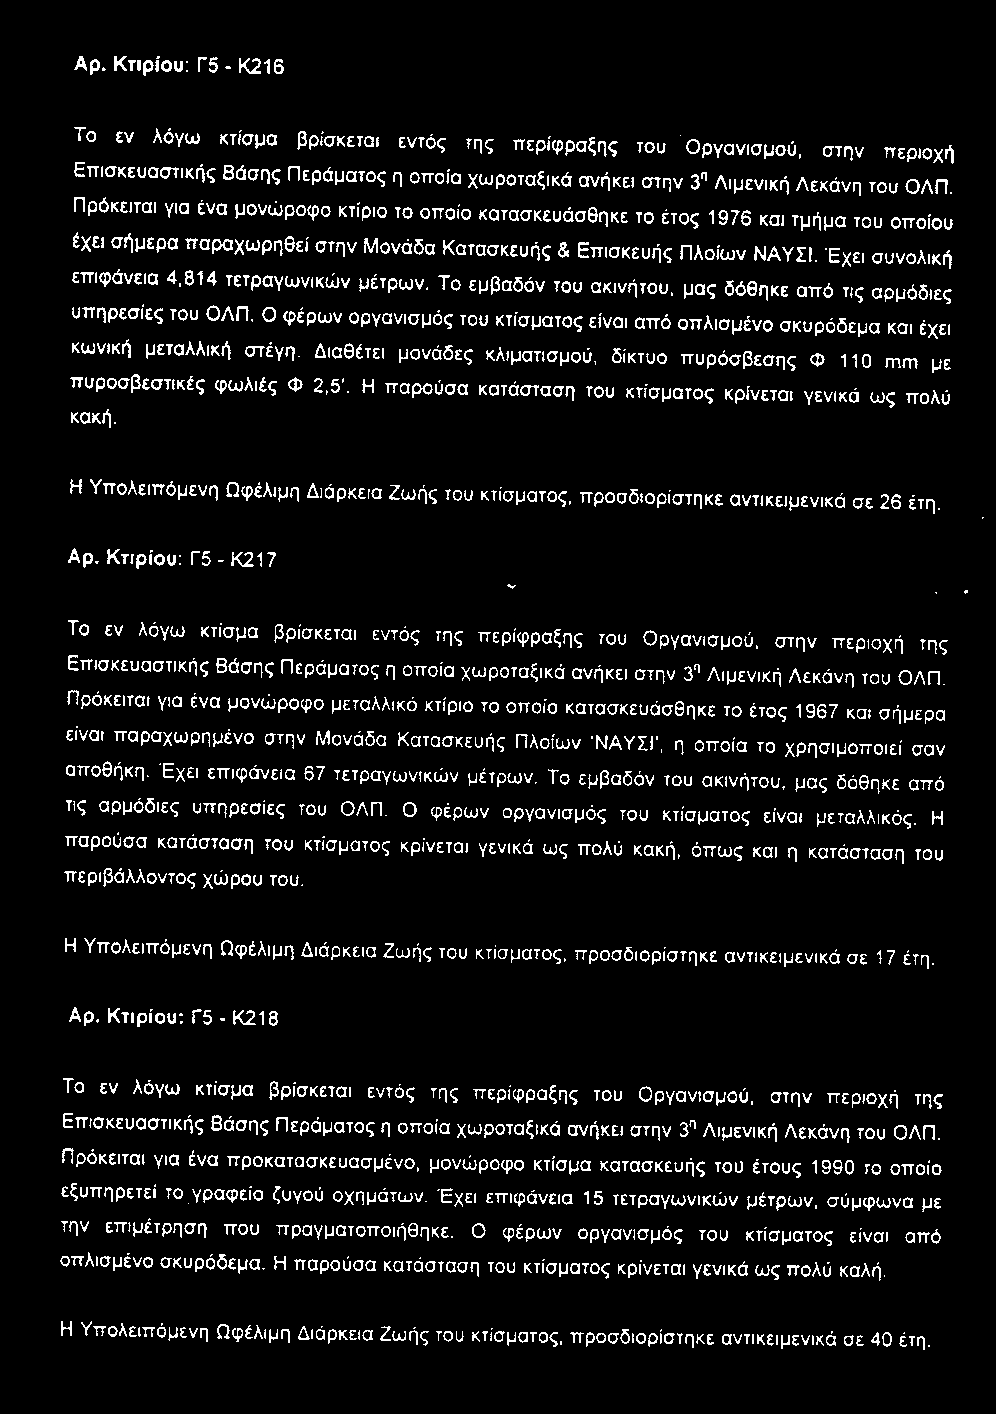 Αρ. Κτιρίου: Γ5 - Κ216
Το εν λόγω κτίσμα βρίσκεται εντός της περίφραξης του Οργανισμού, στην περιοχή
Επισκευαστικής Βάσης Περάματος η οποία χωροταξικά ανήκει στην 3η Λιμενική Λεκάνη του ΟΛΠ.
Πρόκειται για ένα μονώροφο κτίριο το οποίο κατασκευάσθηκε το έτος 1976 και τμήμα του οποίου
έχει σήμερα παραχωρηθεί στην Μονάδα Κατασκευής & Επισκευής Πλοίων ΝΑΥΣΙ. Έχει συνολική
επιφάνεια 4,814 τετραγωνικών μέτρων. Το εμβαδόν του ακινήτου, μας δόθηκε από τις αρμόδιες
υπηρεσίες του ΟΛΠ. Ο φέρων οργανισμός του κτίσματος είναι από οπλισμένο σκυρόδεμα και έχει
κωνική μεταλλική στέγη. Διαθέτει μονάδες κλιματισμού, δίκτυο πυρόσβεσης Φ 110 mm με
πυροσβεστικές φωλιές Φ 2,5'. Η παρούσα κατάσταση του κτίσματος κρίνεται γενικά ως πολύ
κακή.
Η Υπολειπόμενη Ωφέλιμη Διάρκεια Ζωής του κτίσματος, προσδιορίστηκε αντικειμενικά σε 26 έτη.
Αρ. Κτιρίου: Γ5 - Κ217
Το εν λόγω κτίσμα βρίσκεται εντός της περίφραξης του Οργανισμού, στην περιοχή της
Επισκευαστικής Βάσης Περάματος η οποία χωροταξικά ανήκει στην 3η Λιμενική Λεκάνη του ΟΛΠ.
Πρόκειται για ένα μονώροφο μεταλλικό κτίριο το οποίο κατασκευάσθηκε το έτος 1967 και σήμερα
είναι παραχωρημένο στην Μονάδα Κατασκευής Πλοίων 'ΝΑΥΣΙ', η οποία το χρησιμοποιεί σαν
αποθήκη. Έχει επιφάνεια 67 τετραγωνικών μέτρων. Το εμβαδόν του ακινήτου, μας δόθηκε από
τις αρμόδιες υπηρεσίες του ΟΛΠ. Ο φέρων οργανισμός του κτίσματος είναι μεταλλικός. Η
παρούσα κατάσταση του κτίσματος κρίνεται γενικά ως πολύ κακή, όπως και η κατάσταση του
περιβάλλοντος χώρου του.
Η Υπολειπόμενη Ωφέλιμη Διάρκεια Ζωής του κτίσματος, προσδιορίστηκε αντικειμενικά σε 17 έτη.
Αρ. Κτιρίου: Γ5 - Κ218
Το εν λόγω κτίσμα βρίσκεται εντός της περίφραξης του Οργανισμού, στην περιοχή της
Επισκευαστικής Βάσης Περάματος η οποία χωροταξικά ανήκει στην 3η Λιμενική Λεκάνη του ΟΛΠ.
Πρόκειται για ένα προκατασκευασμένο, μονώροφο κτίσμα κατασκευής του έτους 1990 το οποίο
εξυπηρετεί το γραφείο ζυγού οχημάτων. Έχει επιφάνεια 15 τετραγωνικών μέτρων, σύμφωνα με
την επιμέτρηση που πραγματοποιήθηκε. Ο φέρων οργανισμός του κτίσματος είναι από
οπλισμένο σκυρόδεμα. Η παρούσα κατάσταση του κτίσματος κρίνεται γενικά ως πολύ καλή.
Η Υπολειπόμενη Ωφέλιμη Διάρκεια Ζωής του κτίσματος, προσδιορίστηκε αντικειμενικά σε 40 έτη.